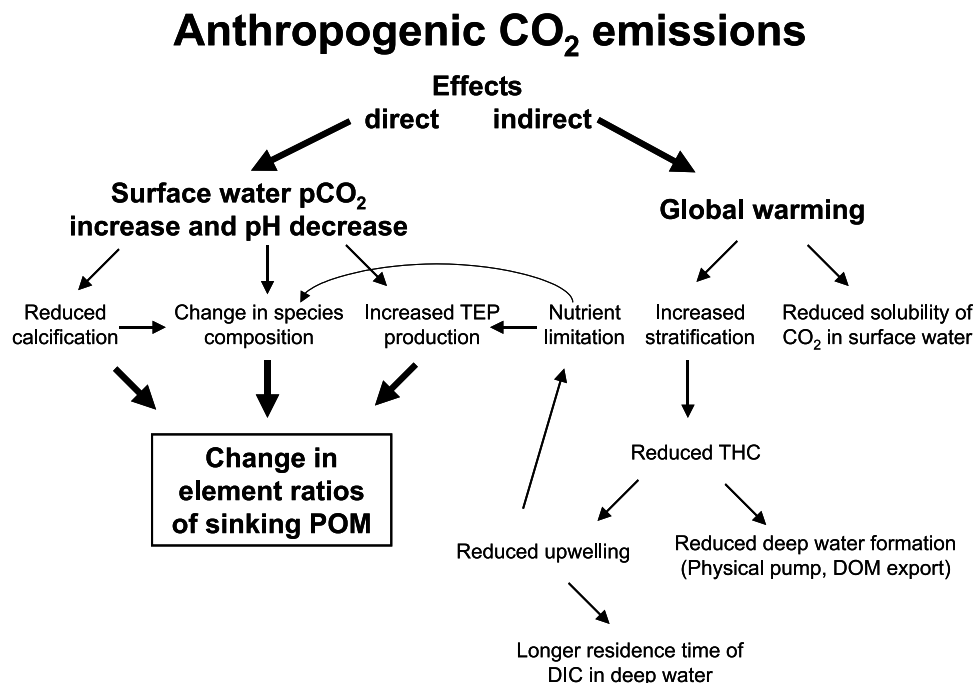 Anthropogenic CO₂ emissions
Effects
direct indirect
Surface water pCO₂
increase and pH decrease
Global warming
Reduced
calcification
Change in species
composition
Increased TEP
production
Nutrient
limitation
Increased
stratification
Reduced solubility of
CO₂ in surface water
Change in
element ratios
of sinking POM
Reduced THC
Reduced upwelling
Reduced deep water formation
(Physical pump, DOM export)
Longer residence time of
DIC in deep water